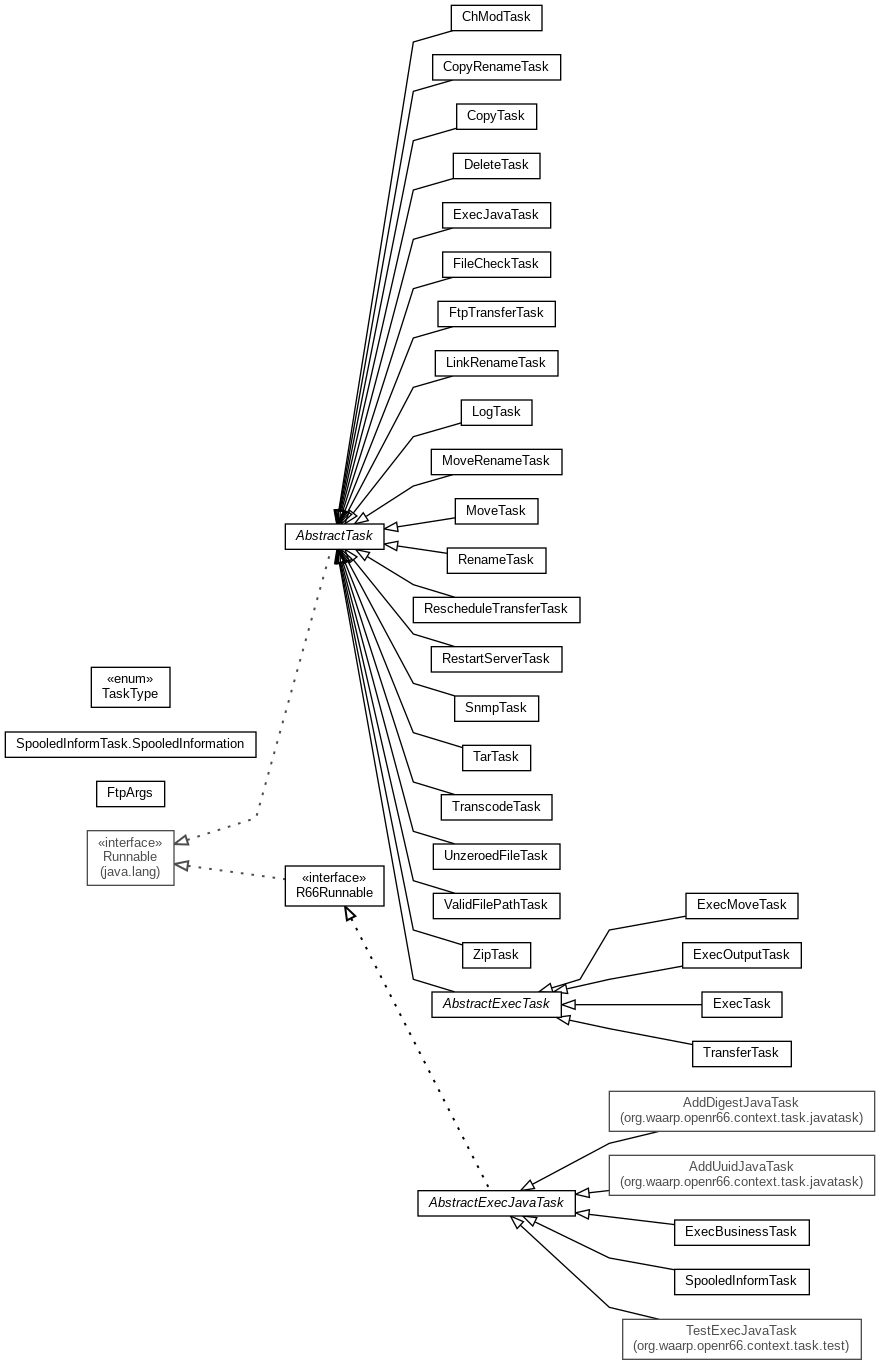 ChModTask
CopyRenameTask
CopyTask
DeleteTask
ExecJavaTask
FileCheckTask
FtpTransferTask
LinkRenameTask
LogTask
MoveRenameTask
MoveTask
AbstractTask
RenameTask
RescheduleTransferTask
RestartServerTask
«enum»
TaskType
SnmpTask
SpooledInformTask.SpooledInformation
TarTask
FtpArgs
TranscodeTask
«interface»
Runnable
(java.lang)
UnzeroedFileTask
«interface»
R66Runnable
ValidFilePathTask
ExecMoveTask
ZipTask
ExecOutputTask
AbstractExecTask
ExecTask
TransferTask
AddDigestJavaTask
(org.waarp.openr66.context.task.javatask)
AddUuidJavaTask
(org.waarp.openr66.context.task.javatask)
AbstractExecJavaTask
ExecBusinessTask
SpooledInformTask
TestExecJavaTask
(org.waarp.openr66.context.task.test)